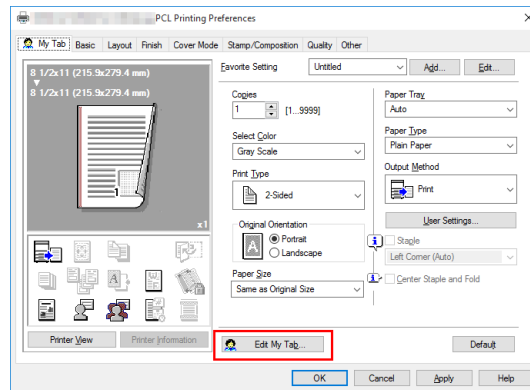 PCL Printing Preferences
My Tab Basic Layout Finish Cover Mode Stamp/Composition Quality Other
8 1/2x11 (215.9x279.4 mm)
8 1/2x11 (215.9x279.4 mm)
1
x1
Printer View Printer Information
Favorite Setting Untitled Add... Edit...
Copies
1 [1...9999]
Select Color
Gray Scale
Print Type
2-Sided
Original Orientation
A Portrait
Landscape
Paper Size
Same as Original Size
Paper Tray
Auto
Paper Type
Plain Paper
Output Method
Print
User Settings...
Staple
Left Corner (Auto)
Center Staple and Fold
Edit My Tab... Default
OK Cancel Apply Help